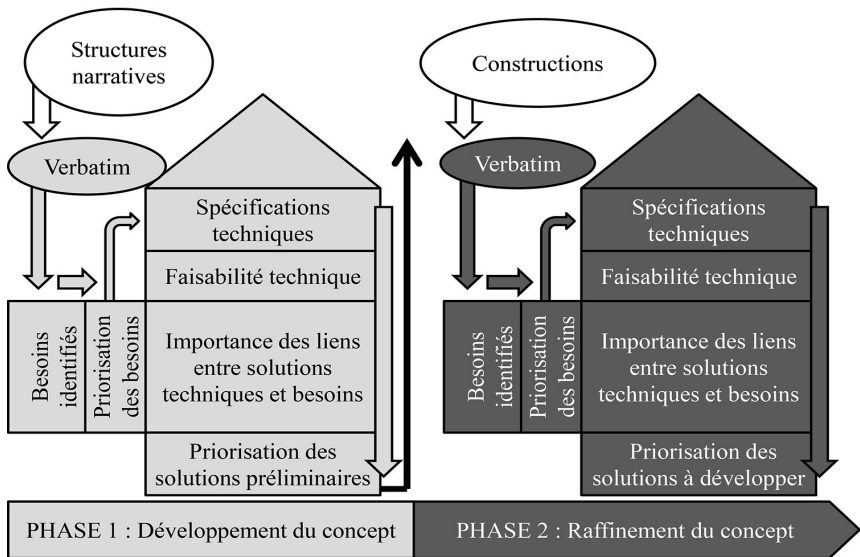 Structures
narratives
Verbatim
Spécifications
techniques
Faisabilité technique
Besoins
identifiés
Priorisation
des besoins
Importance des liens
entre solutions
techniques et besoins
Priorisation des
solutions préliminaires
Constructions
Verbatim
Spécifications
techniques
Faisabilité technique
Besoins
identifiés
Priorisation
des besoins
Importance des liens
entre solutions
techniques et besoins
Priorisation des
solutions à développer
PHASE 1 : Développement du concept
PHASE 2 : Raffinement du concept